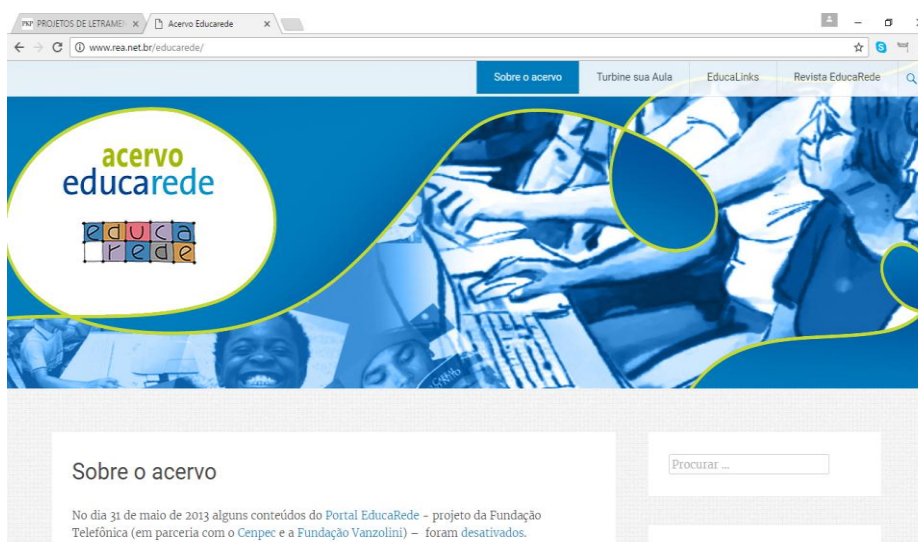 PKP PROJETOS DE LETRAME
Acervo Educarede
www.rea.net.br/educarede/
Sobre o acervo
Turbine sua Aula
EducaLinks
Revista EducaRede
acervo
educarede
educa
rede
Sobre o acervo
Procurar ...
No dia 31 de maio de 2013 alguns conteúdos do Portal EducaRede – projeto da Fundação
Telefônica (em parceria com o Cenpec e a Fundação Vanzolini) – foram desativados.